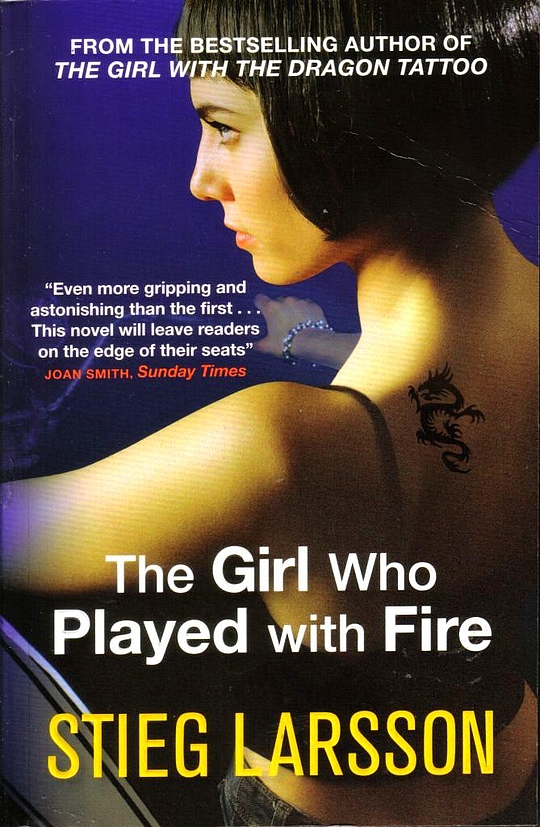 FROM THE BESTSELLING AUTHOR OF
THE GIRL WITH THE DRAGON TATTOO
“Even more gripping and
astonishing than the first . . .
This novel will leave readers
on the edge of their seats”
JOAN SMITH, Sunday Times
The Girl Who
Played with Fire
STIEG LARSSON